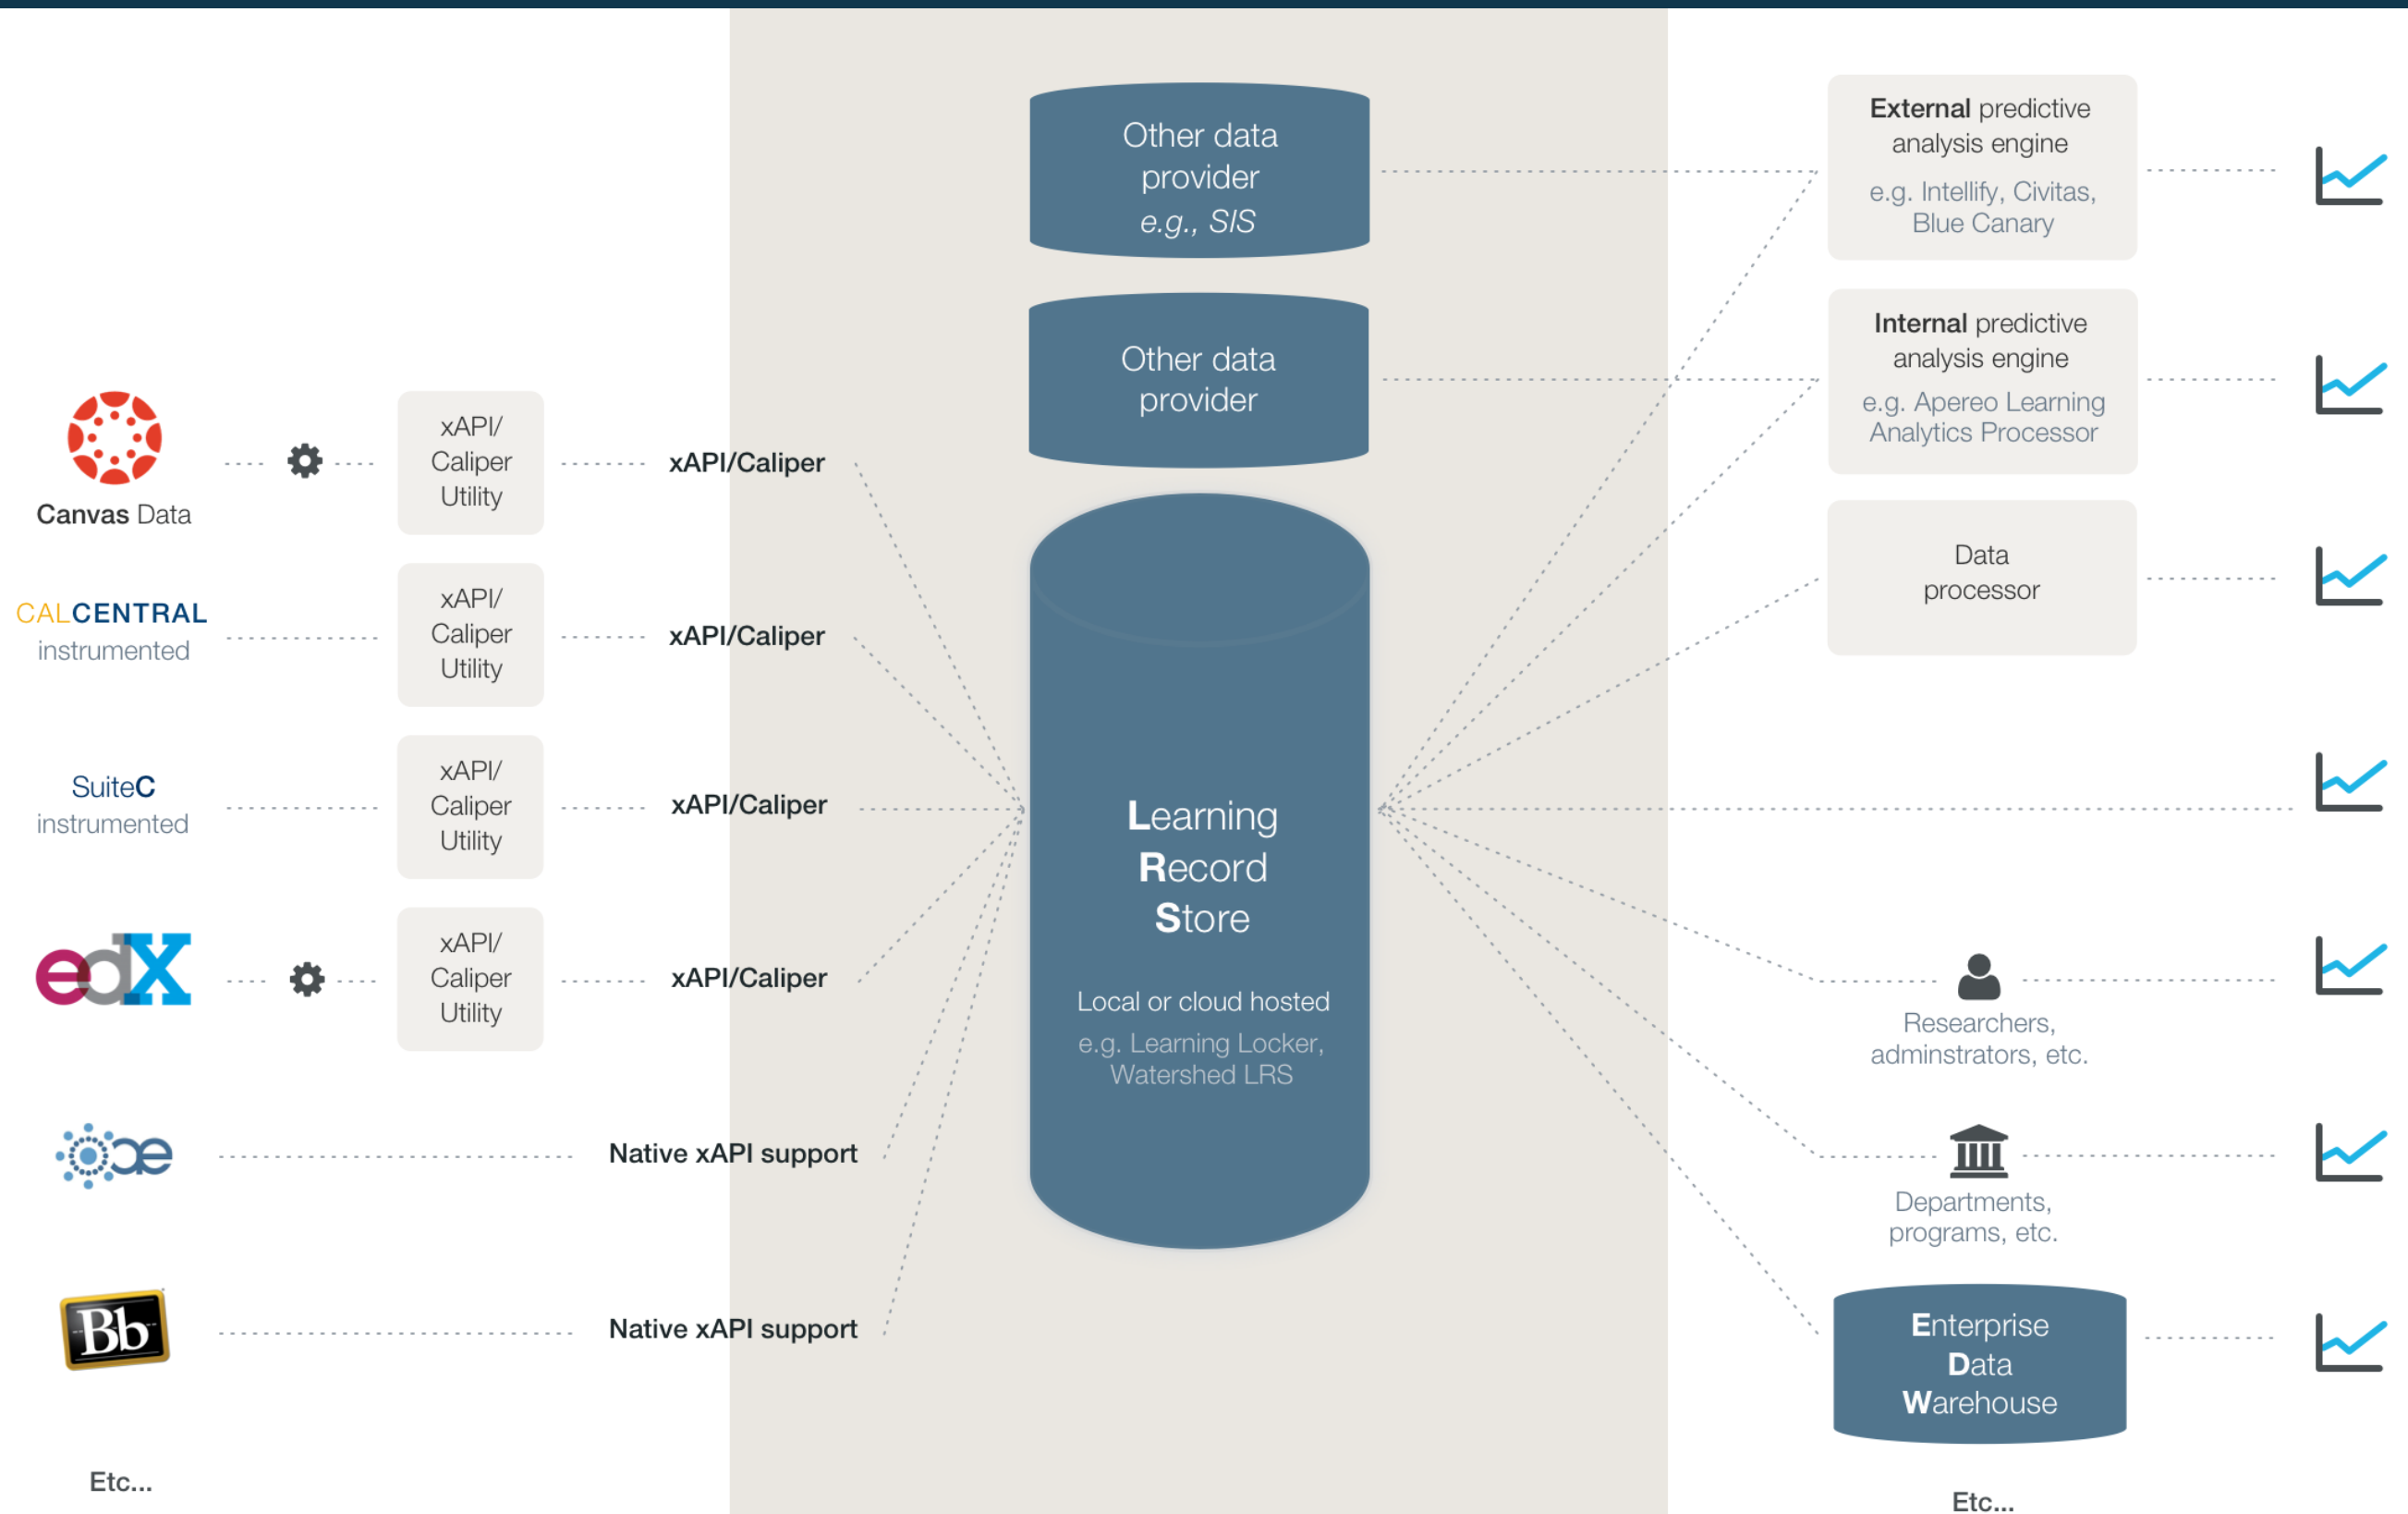 Other data
provider
e.g., SIS
Other data
provider
Learning
Record
Store
Local or cloud hosted
e.g. Learning Locker,
Watershed LRS
Canvas Data
xAPI/
Caliper
Utility
xAPI/Caliper
CALCENTRAL
instrumented
xAPI/
Caliper
Utility
xAPI/Caliper
SuiteC
instrumented
xAPI/
Caliper
Utility
xAPI/Caliper
edX
xAPI/
Caliper
Utility
xAPI/Caliper
oae
Native xAPI support
Bb
Native xAPI support
Etc...
External predictive
analysis engine
e.g. Intellify, Civitas,
Blue Canary
Internal predictive
analysis engine
e.g. Apereo Learning
Analytics Processor
Data
processor
Researchers,
adminstrators, etc.
Departments,
programs, etc.
Enterprise
Data
Warehouse
Etc...